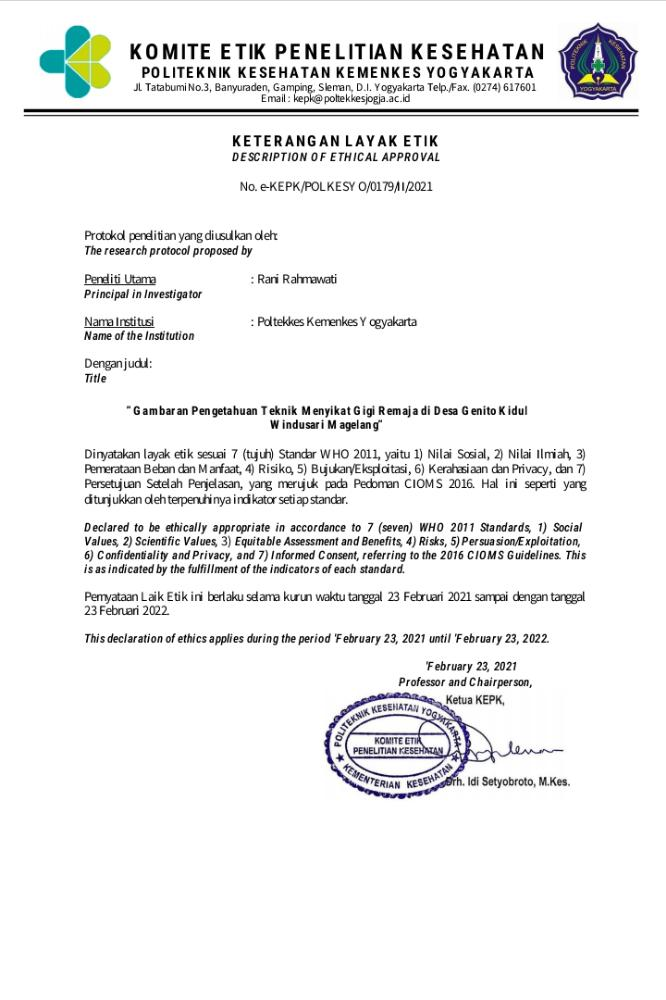 KOMITE ETIK PENELITIAN KESEHATAN
POLITEKNIK KESEHATAN KEMENKES YOGYAKARTA
Jl. Tatabumi No.3, Banyuraden, Gamping, Sleman, D.I. Yogyakarta Telp./Fax. (0274) 617601
Email : kepk@poltekkesjogja.ac.id
POLITEKNIK KESEHATAN
YOGYAKARTA
KETERANGAN LAYAK ETIK
DESCRIPTION OF ETHICAL APPROVAL
No. e-KEPK/POLKESYO/0179/II/2021
Protokol penelitian yang diusulkan oleh:
The research protocol proposed by
Peneliti Utama : Rani Rahmawati
Principal in Investigator
Nama Institusi : Poltekkes Kemenkes Yogyakarta
Name of the Institution
Dengan judul:
Title
"Gambaran Pengetahuan Teknik Menyikat Gigi Remaja di Desa Genito Kidul
Windusari Magelang"
Dinyatakan layak etik sesuai 7 (tujuh) Standar WHO 2011, yaitu 1) Nilai Sosial, 2) Nilai Ilmiah, 3)
Pemerataan Beban dan Manfaat, 4) Risiko, 5) Bujukan/Eksploitasi, 6) Kerahasiaan dan Privacy, dan 7)
Persetujuan Setelah Penjelasan, yang merujuk pada Pedoman CIOMS 2016. Hal ini seperti yang
ditunjukkan oleh terpenuhinya indikator setiap standar.
Declared to be ethically appropriate in accordance to 7 (seven) WHO 2011 Standards, 1) Social
Values, 2) Scientific Values, 3) Equitable Assessment and Benefits, 4) Risks, 5) Persuasion/Exploitation,
6) Confidentiality and Privacy, and 7) Informed Consent, referring to the 2016 CIOMS Guidelines. This
is as indicated by the fulfillment of the indicators of each standard.
Pernyataan Laik Etik ini berlaku selama kurun waktu tanggal 23 Februari 2021 sampai dengan tanggal
23 Februari 2022.
This declaration of ethics applies during the period 'February 23, 2021 until 'February 23, 2022.
'February 23, 2021
Professor and Chairperson,
Ketua KEPK,
POLITEKNIK KESEHATAN YOGYAKARTA
KOMITE ETIK
PENELITIAN KESEHATAN
KEMENTERIAN KESEHATAN
Drh. Idi Setyobroto, M.Kes.